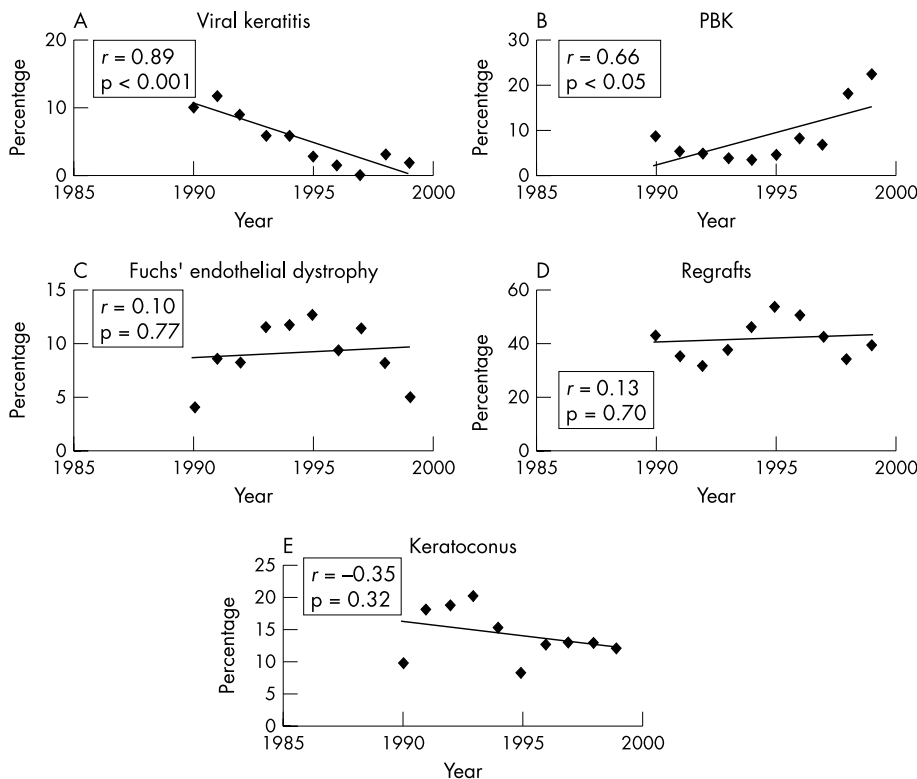 A Viral keratitis
r = 0.89
p < 0.001
Percentage
20
10
0
1985 1990 1995 2000
Year
B PBK
r = 0.66
p < 0.05
Percentage
30
20
10
0
1985 1990 1995 2000
Year
C Fuchs' endothelial dystrophy
r = 0.10
p = 0.77
Percentage
15
10
5
0
1985 1990 1995 2000
Year
D Regrafts
r = 0.13
p = 0.70
Percentage
60
40
20
0
1985 1990 1995 2000
Year
E Keratoconus
r = –0.35
p = 0.32
Percentage
25
20
15
10
5
0
1985 1990 1995 2000
Year